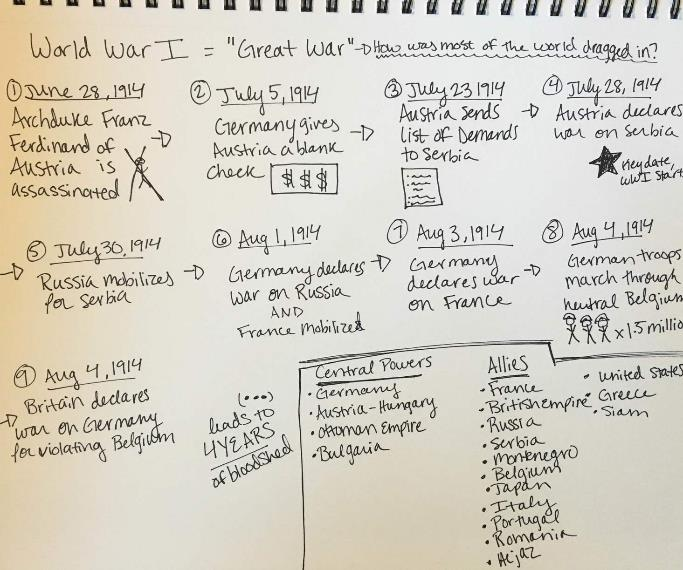 World War I = "Great War" → How was most of the world dragged in?
① June 28, 1914
Archduke Franz
Ferdinand of
Austria is
assassinated
② July 5, 1914
Germany gives
Austria a blank
check $ $ $
③ July 23 1914
Austria sends
list of Demands
to Serbia
④ July 28, 1914
Austria declares
war on Serbia
Key date,
WWI Start
⑤ July 30, 1914
Russia mobilizes
for Serbia
⑥ Aug 1, 1914
Germany declares
war on Russia
AND
France Mobilized
⑦ Aug 3, 1914
Germany
declares war
on France
⑧ Aug 4, 1914
German troops
march through
neutral Belgium
x 1.5 millio
⑨ Aug 4, 1914
Britain declares
war on Germany
for violating Belgium
(...)
leads to
4 YEARS
of bloodshed
Central Powers
• Germany
• Austria-Hungary
• Ottoman Empire
• Bulgaria
Allies
• France
• British empire
• Russia
• Serbia
• Montenegro
• Belgium
• Japan
• Italy
• Portugal
• Romania
• Hejaz
• United States
• Greece
• Siam